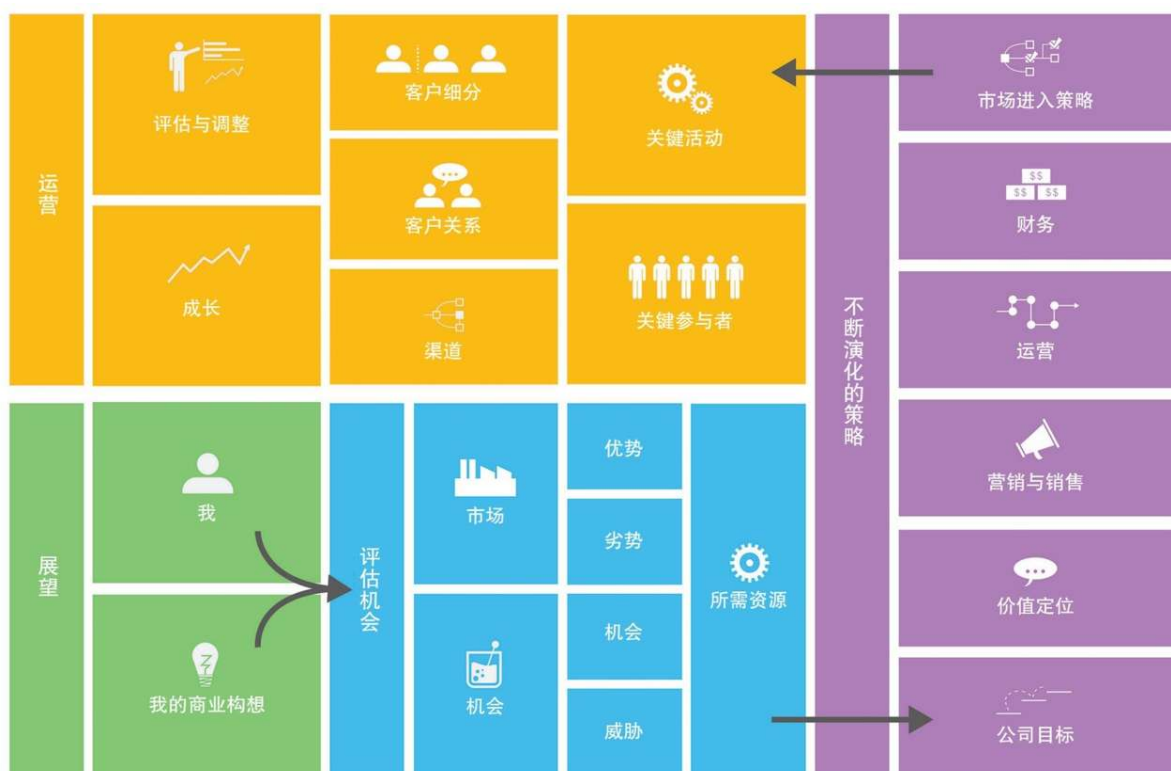 运营
评估与调整
成长
客户细分
客户关系
渠道
关键活动
关键参与者
展望
我
我的商业构想
评估机会
市场
机会
优势
劣势
机会
威胁
所需资源
不断演化的策略
市场进入策略
$$
$$ $$
财务
运营
营销与销售
价值定位
公司目标